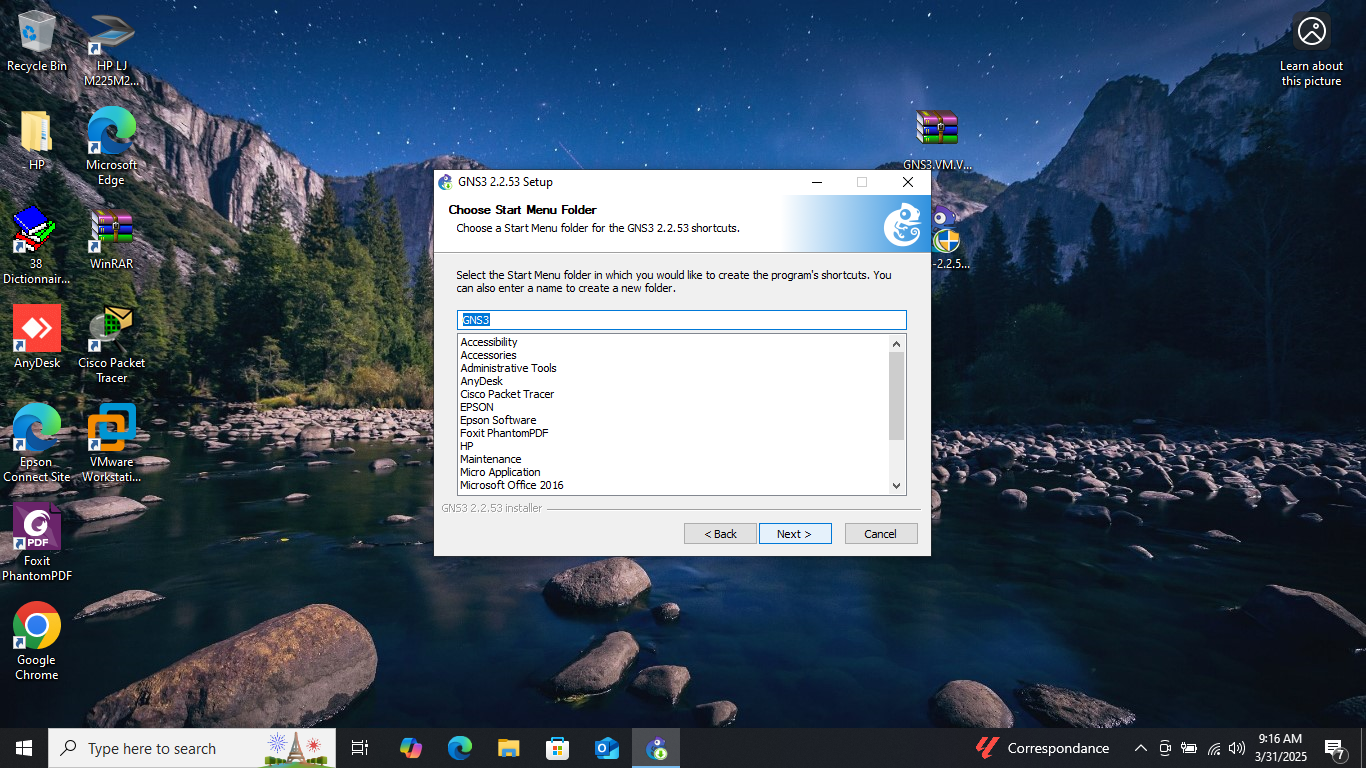 Recycle Bin
HP LJ
M225M2...
- HP
Microsoft
Edge
38
Dictionnair...
WinRAR
AnyDesk
Cisco Packet
Tracer
Epson
Connect Site
VMware
Workstati...
PDF
Foxit
PhantomPDF
Google
Chrome
Learn about
this picture
GNS3.VM.V...
-2.2.5...
GNS3 2.2.53 Setup
Choose Start Menu Folder
Choose a Start Menu folder for the GNS3 2.2.53 shortcuts.
Select the Start Menu folder in which you would like to create the program's shortcuts. You
can also enter a name to create a new folder.
GNS3
Accessibility
Accessories
Administrative Tools
AnyDesk
Cisco Packet Tracer
EPSON
Epson Software
Foxit PhantomPDF
HP
Maintenance
Micro Application
Microsoft Office 2016
GNS3 2.2.53 installer
< Back
Next >
Cancel
Type here to search
Correspondance
9:16 AM
3/31/2025
7